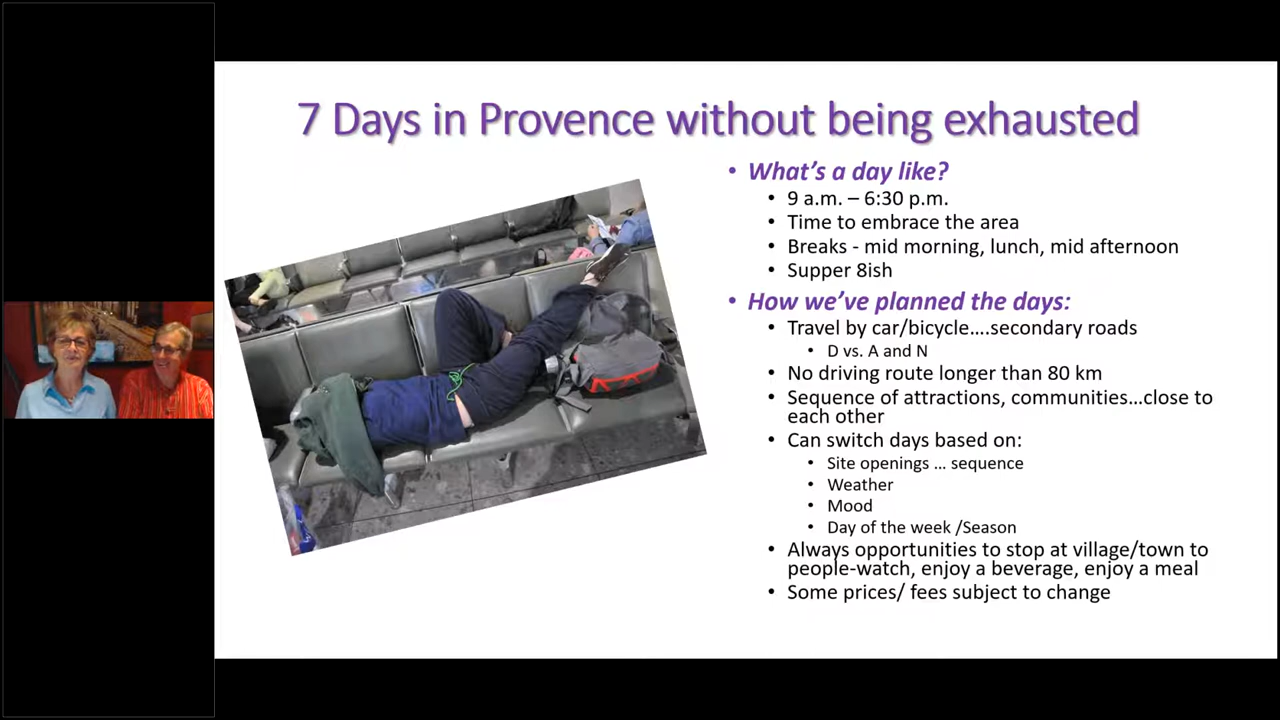 7 Days in Provence without being exhausted
• What's a day like?
• 9 a.m. – 6:30 p.m.
• Time to embrace the area
• Breaks - mid morning, lunch, mid afternoon
• Supper 8ish
• How we've planned the days:
• Travel by car/bicycle....secondary roads
• D vs. A and N
• No driving route longer than 80 km
• Sequence of attractions, communities...close to
each other
• Can switch days based on:
• Site openings ... sequence
• Weather
• Mood
• Day of the week /Season
• Always opportunities to stop at village/town to
people-watch, enjoy a beverage, enjoy a meal
• Some prices/ fees subject to change